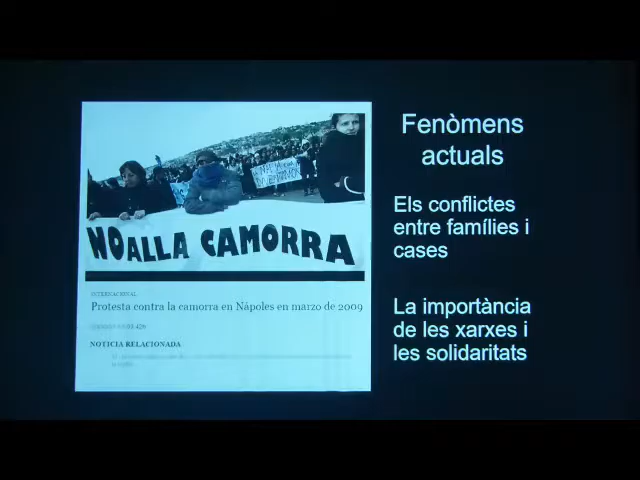 Fenòmens
actuals
Els conflictes
entre famílies i
cases
La importància
de les xarxes i
les solidaritats
NO ALLA CAMORRA
INTERNACIONAL
Protesta contra la camorra en Nápoles en marzo de 2009
NOTICIA RELACIONADA